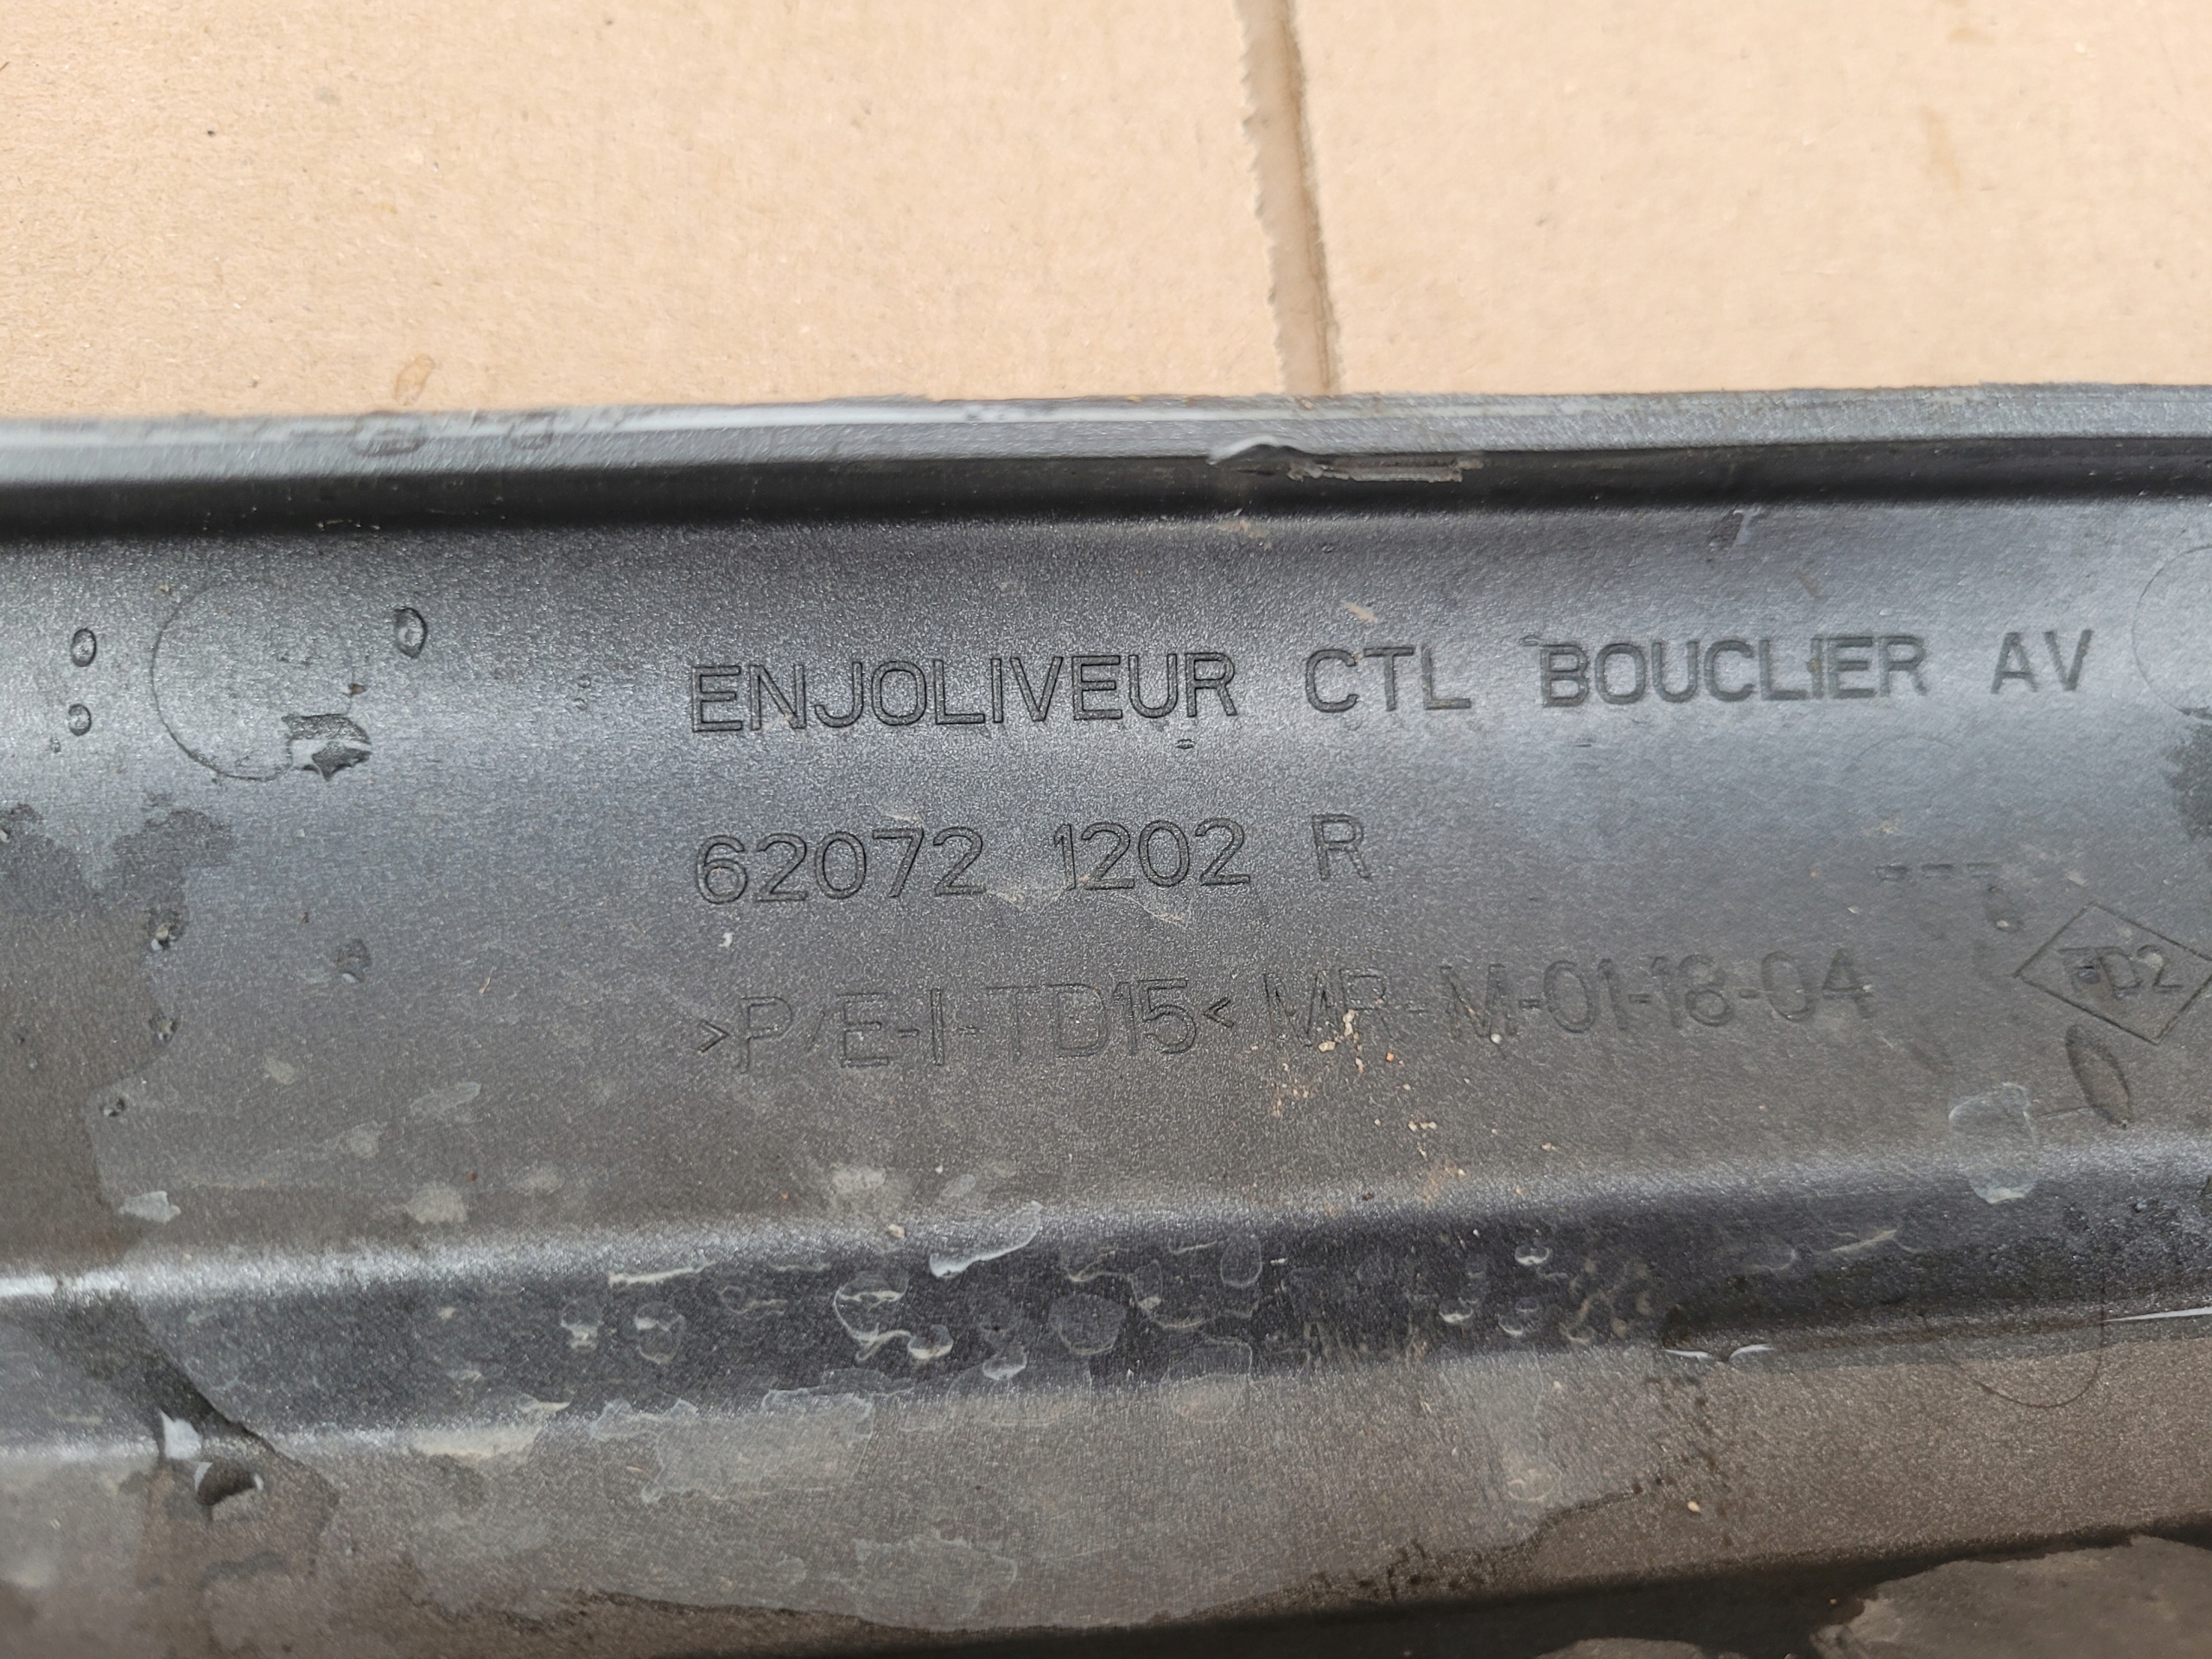 ENJOLIVEUR CTL BOUCLIER AV
62072 1202 R
>P/E-I-TD15< MR-M-01-18-04